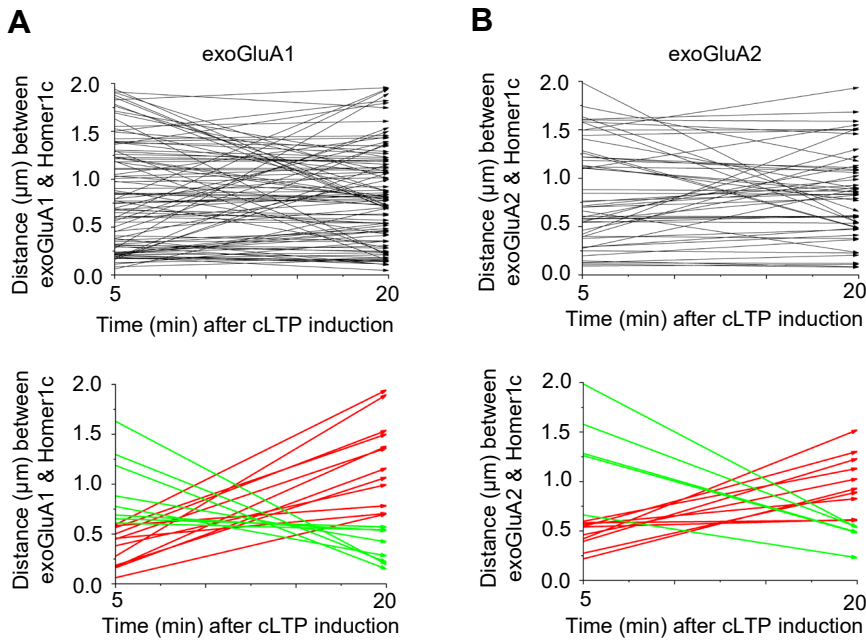 A
exoGluA1
Distance (µm) between
exoGluA1 & Homer1c
2.0
1.5
1.0
0.5
0.0
5
20
Time (min) after cLTP induction
B
exoGluA2
Distance (µm) between
exoGluA2 & Homer1c
2.0
1.5
1.0
0.5
0.0
5
20
Time (min) after cLTP induction
Distance (µm) between
exoGluA1 & Homer1c
2.0
1.5
1.0
0.5
0.0
5
20
Time (min) after cLTP induction
Distance (µm) between
exoGluA2 & Homer1c
2.0
1.5
1.0
0.5
0.0
5
20
Time (min) after cLTP induction